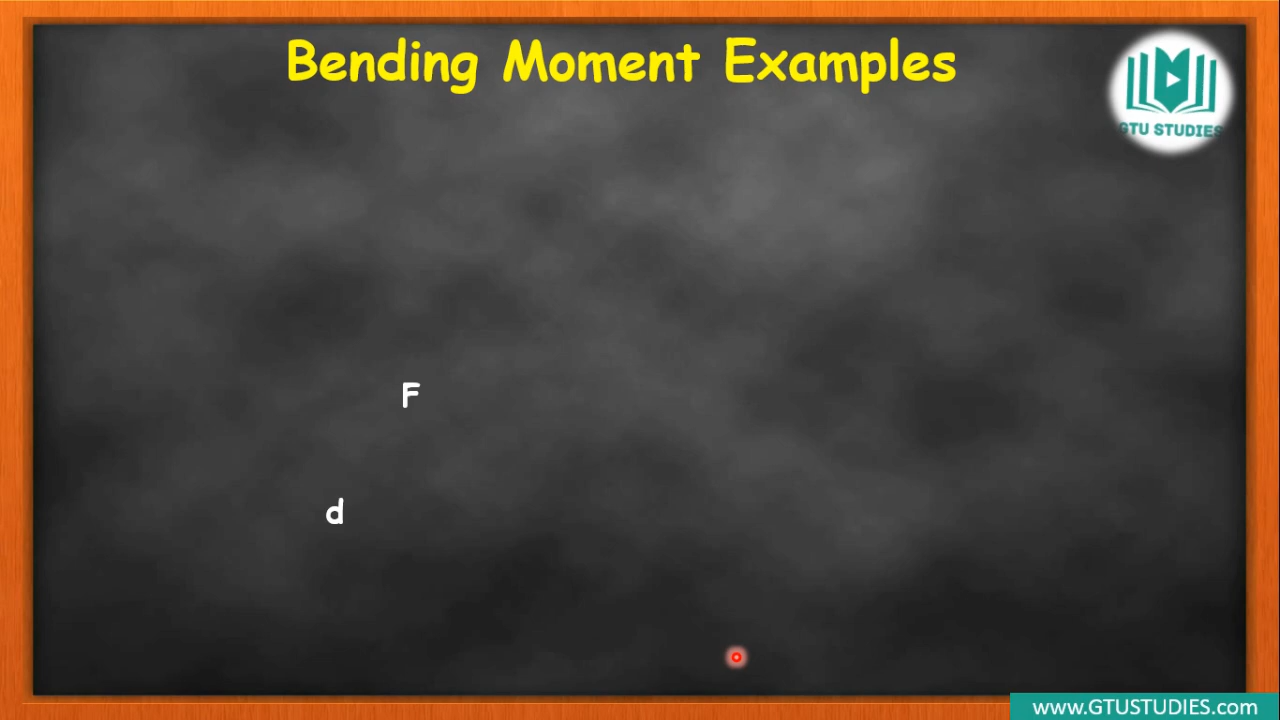 Bending Moment Examples
GTU STUDIES
F
d
www.GTUSTUDIES.com